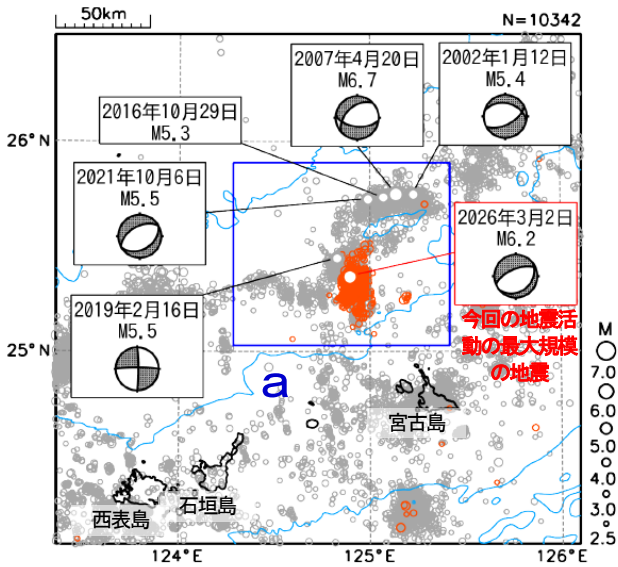 50km
N=10342
2007年4月20日
M6.7
2002年1月12日
M5.4
2016年10月29日
M5.3
26°N
2021年10月6日
M5.5
2026年3月2日
M6.2
2019年2月16日
M5.5
今回の地震活
動の最大規模
の地震
25°N
a
宮古島
石垣島
西表島
M
7.0
6.0
5.0
4.0
3.0
2.5
124°E
125°E
126°E